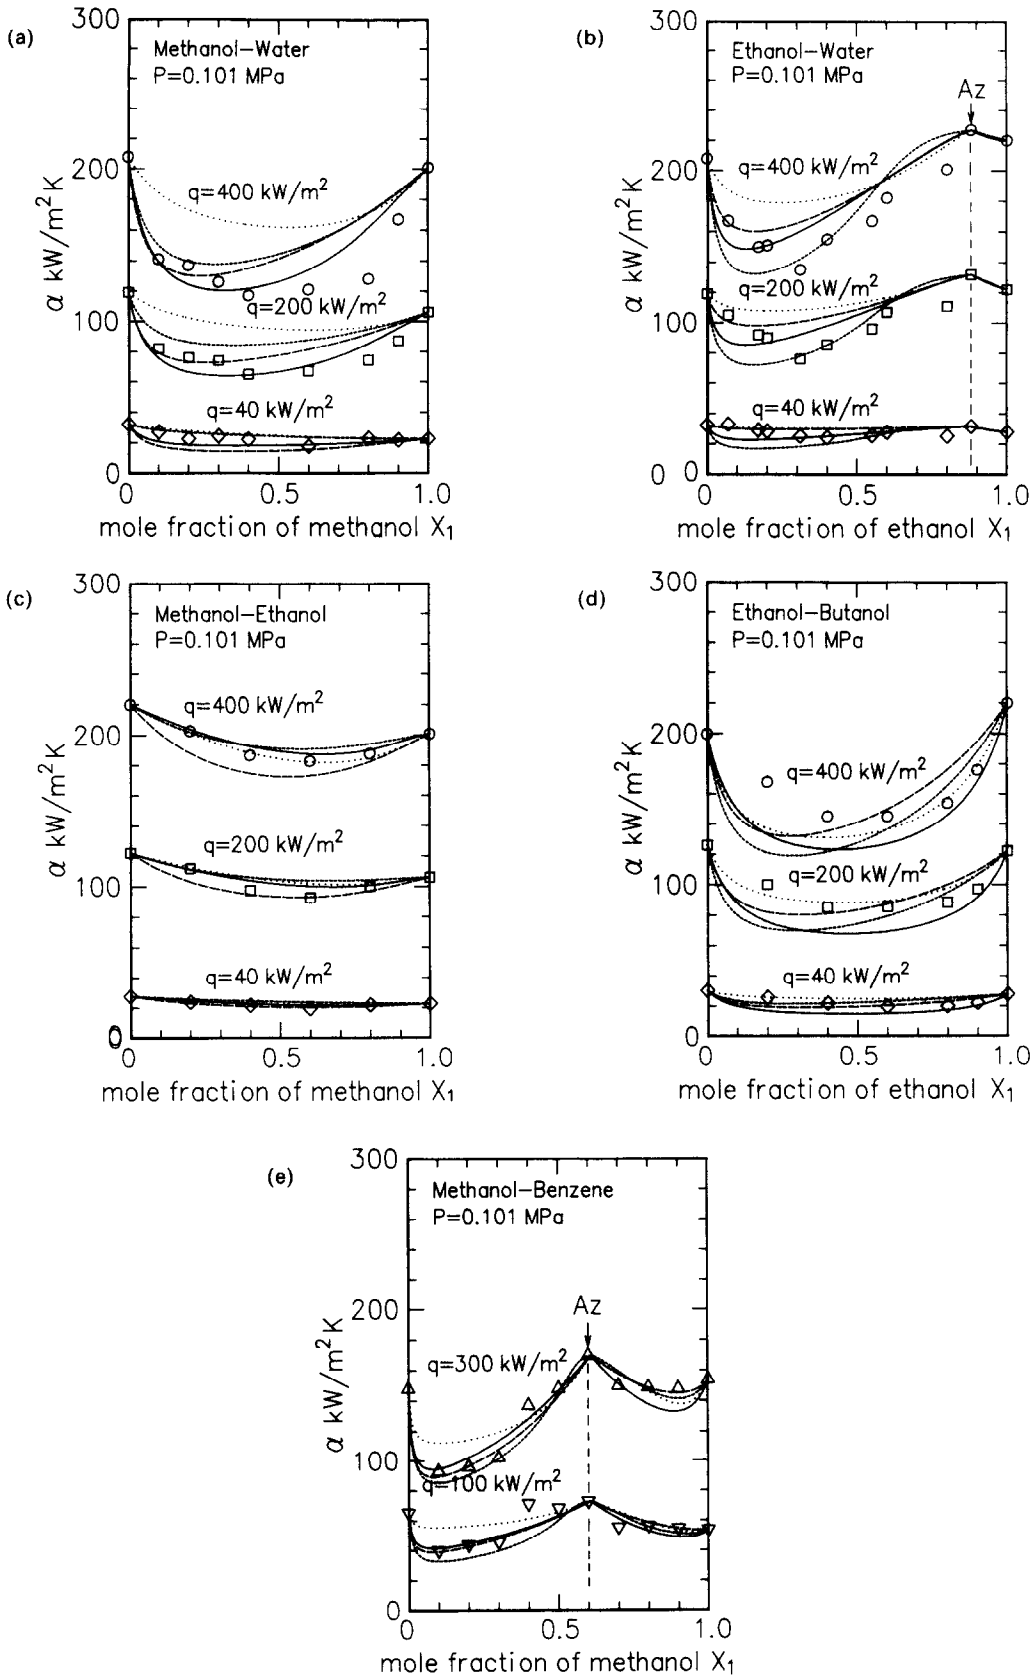 (a)
300
Methanol–Water
P=0.101 MPa
200
q=400 kW/m²
α kW/m²K
q=200 kW/m²
100
q=40 kW/m²
0
0 0.5 1.0
mole fraction of methanol X₁
(b)
300
Ethanol–Water
P=0.101 MPa
Az
200
q=400 kW/m²
α kW/m²K
q=200 kW/m²
100
q=40 kW/m²
0
0 0.5 1.0
mole fraction of ethanol X₁
(c)
300
Methanol–Ethanol
P=0.101 MPa
q=400 kW/m²
200
α kW/m²K
q=200 kW/m²
100
q=40 kW/m²
0
0 0.5 1.0
mole fraction of methanol X₁
(d)
300
Ethanol–Butanol
P=0.101 MPa
200
q=400 kW/m²
α kW/m²K
q=200 kW/m²
100
q=40 kW/m²
0
0 0.5 1.0
mole fraction of ethanol X₁
(e)
300
Methanol–Benzene
P=0.101 MPa
200
Az
q=300 kW/m²
α kW/m²K
100
q=100 kW/m²
0
0 0.5 1.0
mole fraction of methanol X₁